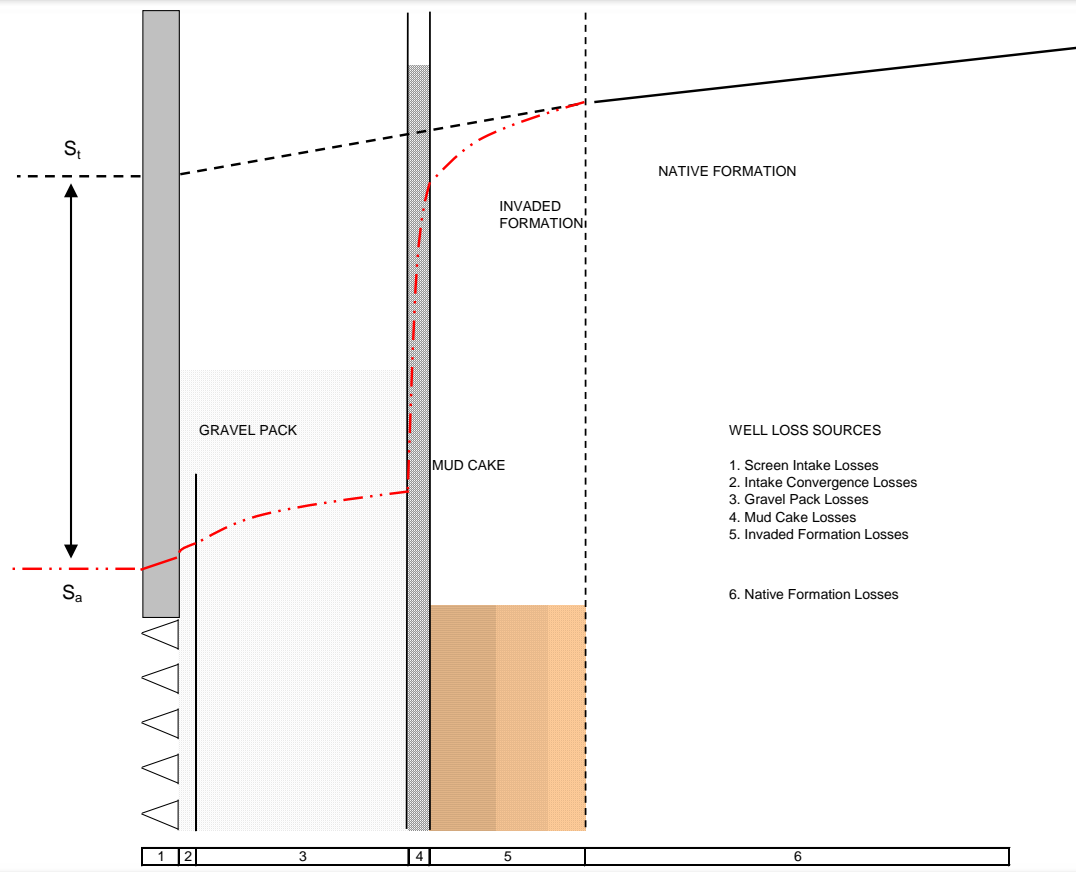 St
NATIVE FORMATION
INVADED
FORMATION
GRAVEL PACK
WELL LOSS SOURCES
MUD CAKE
1. Screen Intake Losses
2. Intake Convergence Losses
3. Gravel Pack Losses
4. Mud Cake Losses
5. Invaded Formation Losses
Sa
6. Native Formation Losses
1 2 3 4 5 6